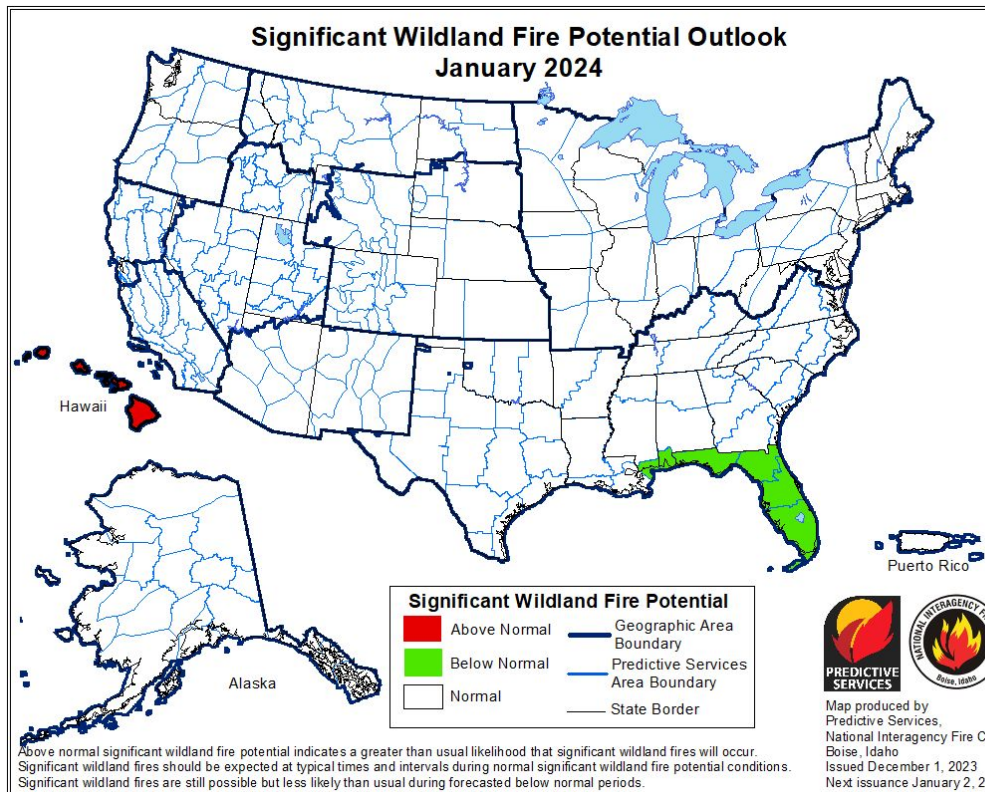 Significant Wildland Fire Potential Outlook
January 2024
Hawaii
Alaska
Puerto Rico
Significant Wildland Fire Potential
Above Normal
Below Normal
Normal
Geographic Area
Boundary
Predictive Services
Area Boundary
State Border
PREDICTIVE
SERVICES
NATIONAL INTERAGENCY
Boise, Idaho
Map produced by
Predictive Services,
National Interagency Fire C
Boise, Idaho
Issued December 1, 2023
Next issuance January 2, 2
Above normal significant wildland fire potential indicates a greater than usual likelihood that significant wildland fires will occur.
Significant wildland fires should be expected at typical times and intervals during normal significant wildland fire potential conditions.
Significant wildland fires are still possible but less likely than usual during forecasted below normal periods.